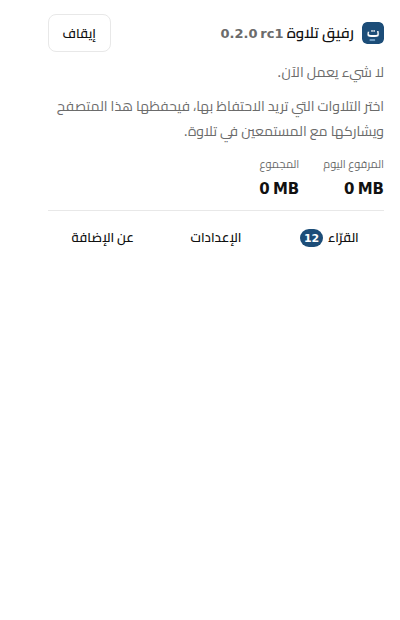 رفيق تلاوة 0.2.0 rc1
إيقاف
لا شيء يعمل الآن.
اختر التلاوات التي تريد الاحتفاظ بها، فيحفظها هذا المتصفح
ويشاركها مع المستمعين في تلاوة.
المرفوع اليوم
0 MB
المجموع
0 MB
القرّاء 12
الإعدادات
عن الإضافة